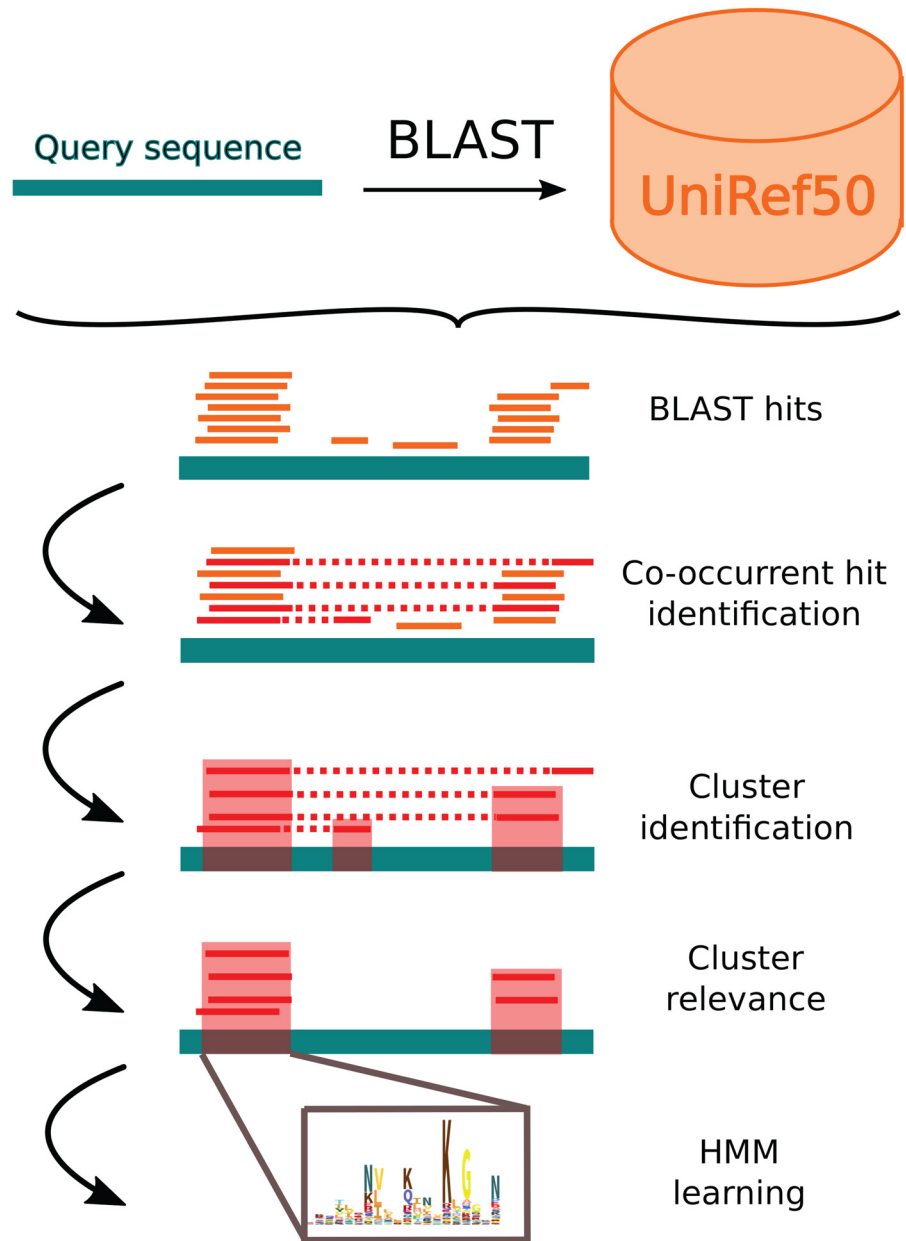 Query sequence
BLAST
UniRef50
BLAST hits
Co-occurrent hit
identification
Cluster
identification
Cluster
relevance
HMM
learning